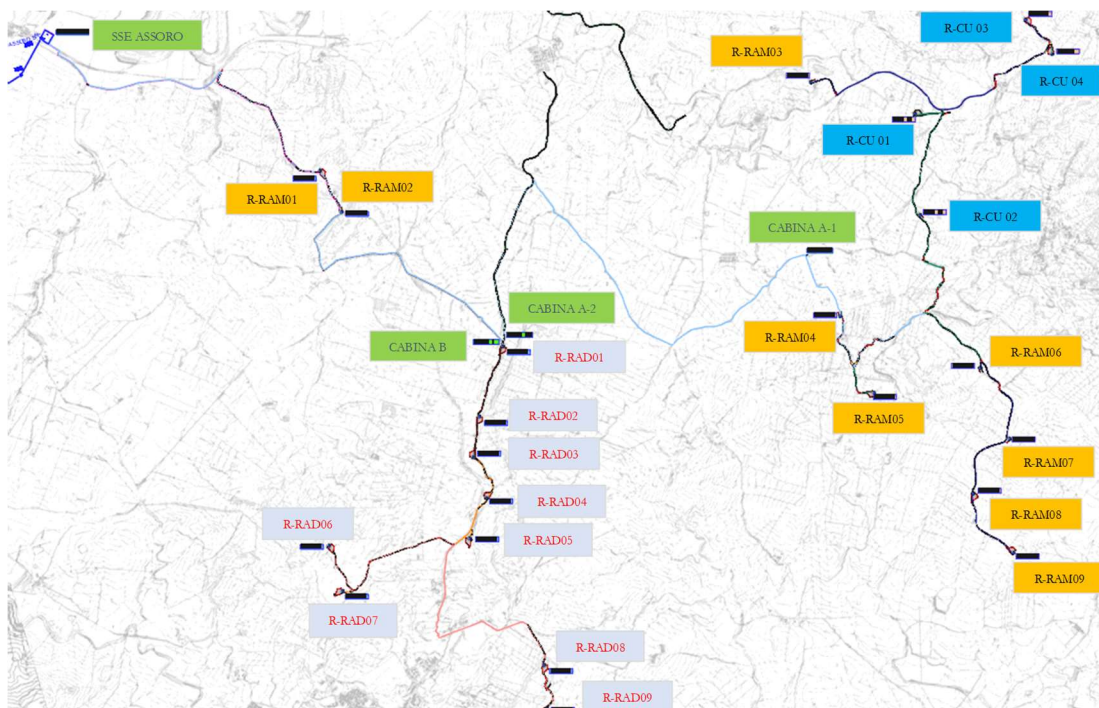 R-CU 03
SSE ASSORO
R-RAM03
R-CU 04
R-CU 01
R-RAM02
R-RAM01
R-CU 02
CABINA A-1
CABINA A-2
R-RAM04
CABINA B
R-RAD01
R-RAM06
R-RAD02
R-RAM05
R-RAD03
R-RAM07
R-RAD04
R-RAM08
R-RAD06
R-RAD05
R-RAM09
R-RAD07
R-RAD08
R-RAD09